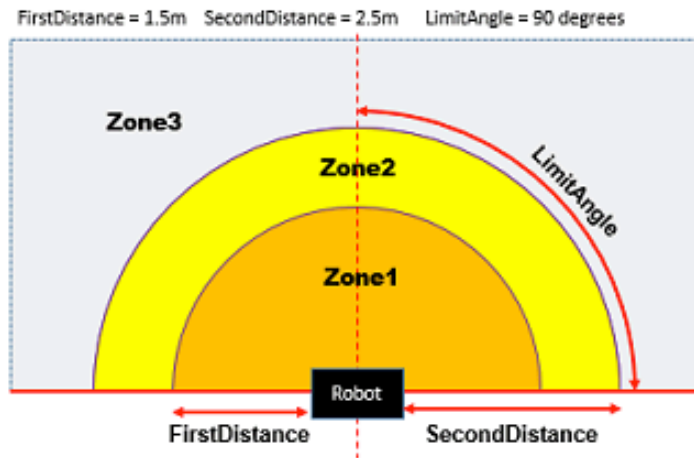 FirstDistance = 1.5m SecondDistance = 2.5m LimitAngle = 90 degrees
Zone3
Zone2
LimitAngle
Zone1
Robot
FirstDistance SecondDistance